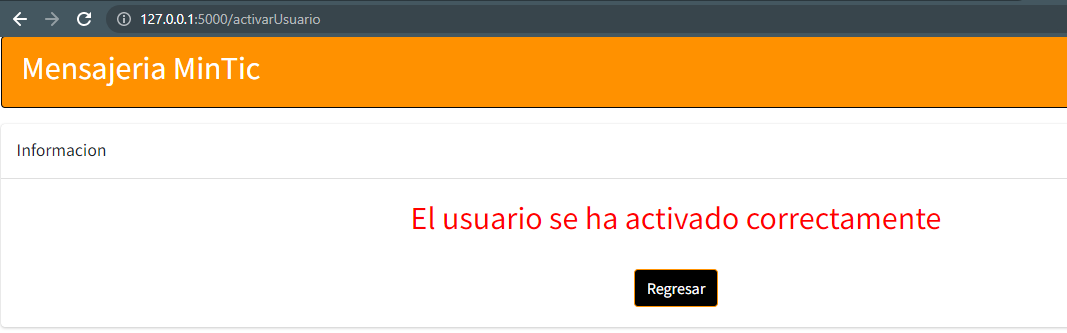 127.0.0.1:5000/activarUsuario
Mensajeria MinTic
Informacion
El usuario se ha activado correctamente
Regresar